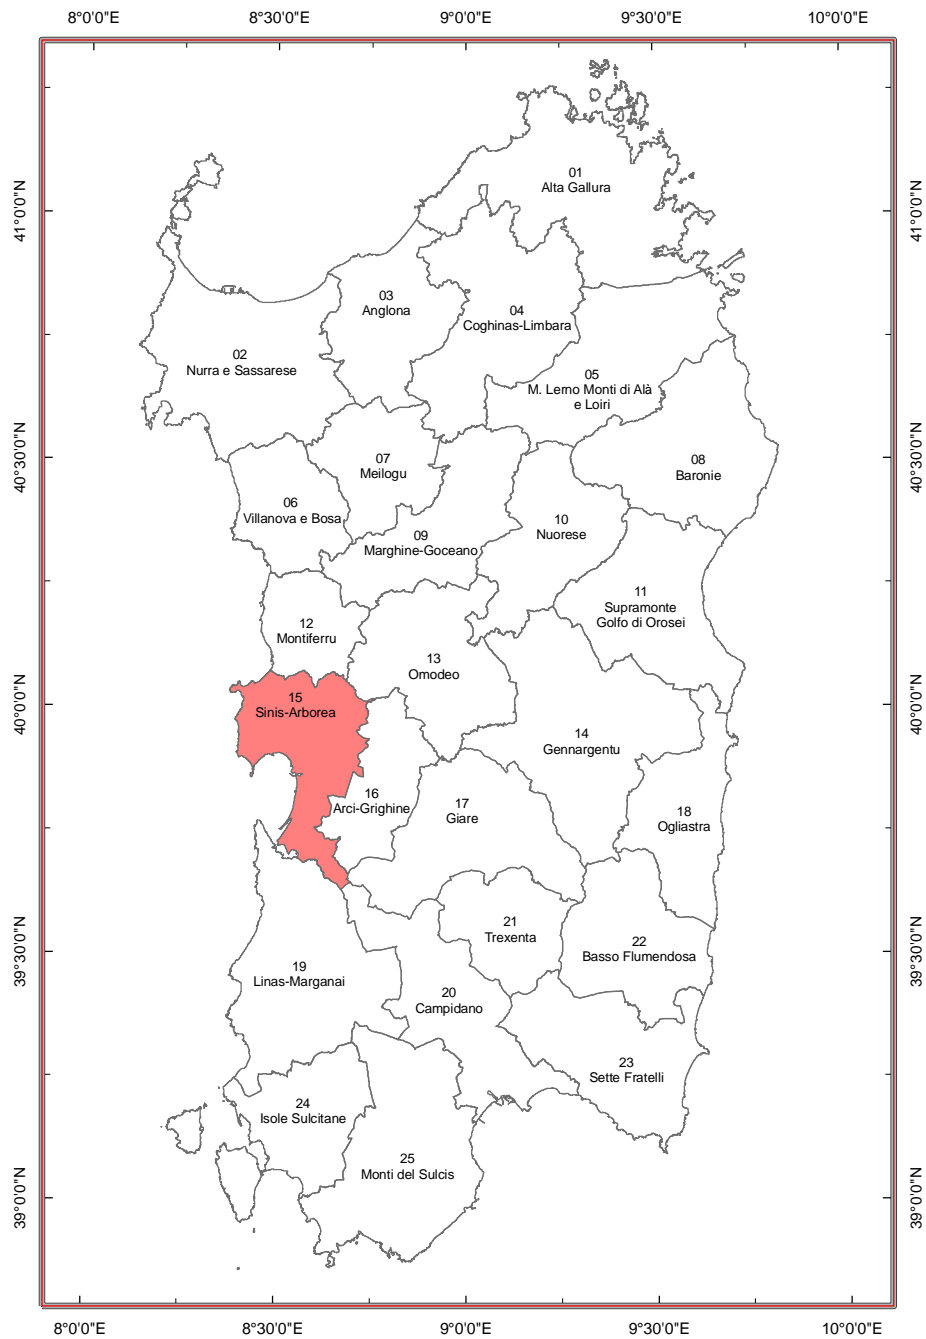 8°0'0"E
8°30'0"E
9°0'0"E
9°30'0"E
10°0'0"E
41°0'0"N
41°0'0"N
01
Alta Gallura
03
Anglona
04
Coghinas-Limbara
02
Nurra e Sassarese
05
M. Lerno Monti di Alà
e Loiri
40°30'0"N
40°30'0"N
07
Meilogu
08
Baronie
06
Villanova e Bosa
10
Nuorese
09
Marghine-Goceano
11
Supramonte
Golfo di Orosei
12
Montiferru
13
Omodeo
40°0'0"N
40°0'0"N
15
Sinis-Arborea
14
Gennargentu
16
Arci-Grighine
17
Giare
18
Ogliastra
39°30'0"N
39°30'0"N
21
Trexenta
22
Basso Flumendosa
19
Linas-Marganai
20
Campidano
23
Sette Fratelli
24
Isole Sulcitane
25
Monti del Sulcis
39°0'0"N
39°0'0"N
8°0'0"E
8°30'0"E
9°0'0"E
9°30'0"E
10°0'0"E